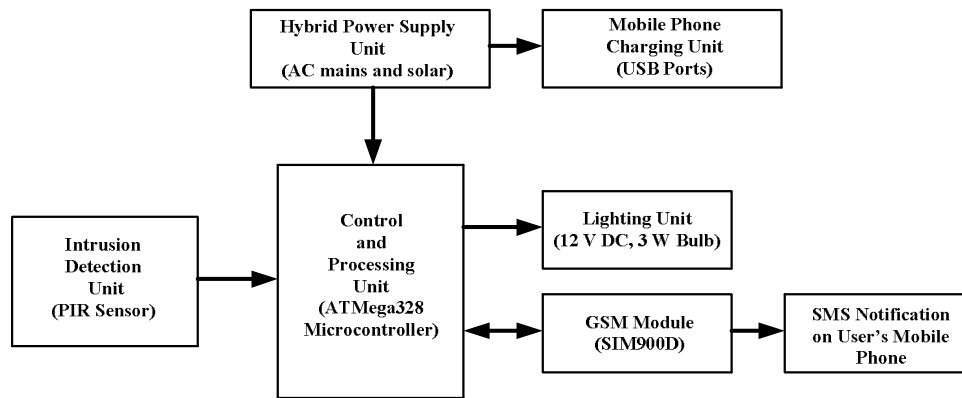 Hybrid Power Supply
Unit
(AC mains and solar)
Mobile Phone
Charging Unit
(USB Ports)
Intrusion
Detection
Unit
(PIR Sensor)
Control
and
Processing
Unit
(ATMega328
Microcontroller)
Lighting Unit
(12 V DC, 3 W Bulb)
GSM Module
(SIM900D)
SMS Notification
on User's Mobile
Phone